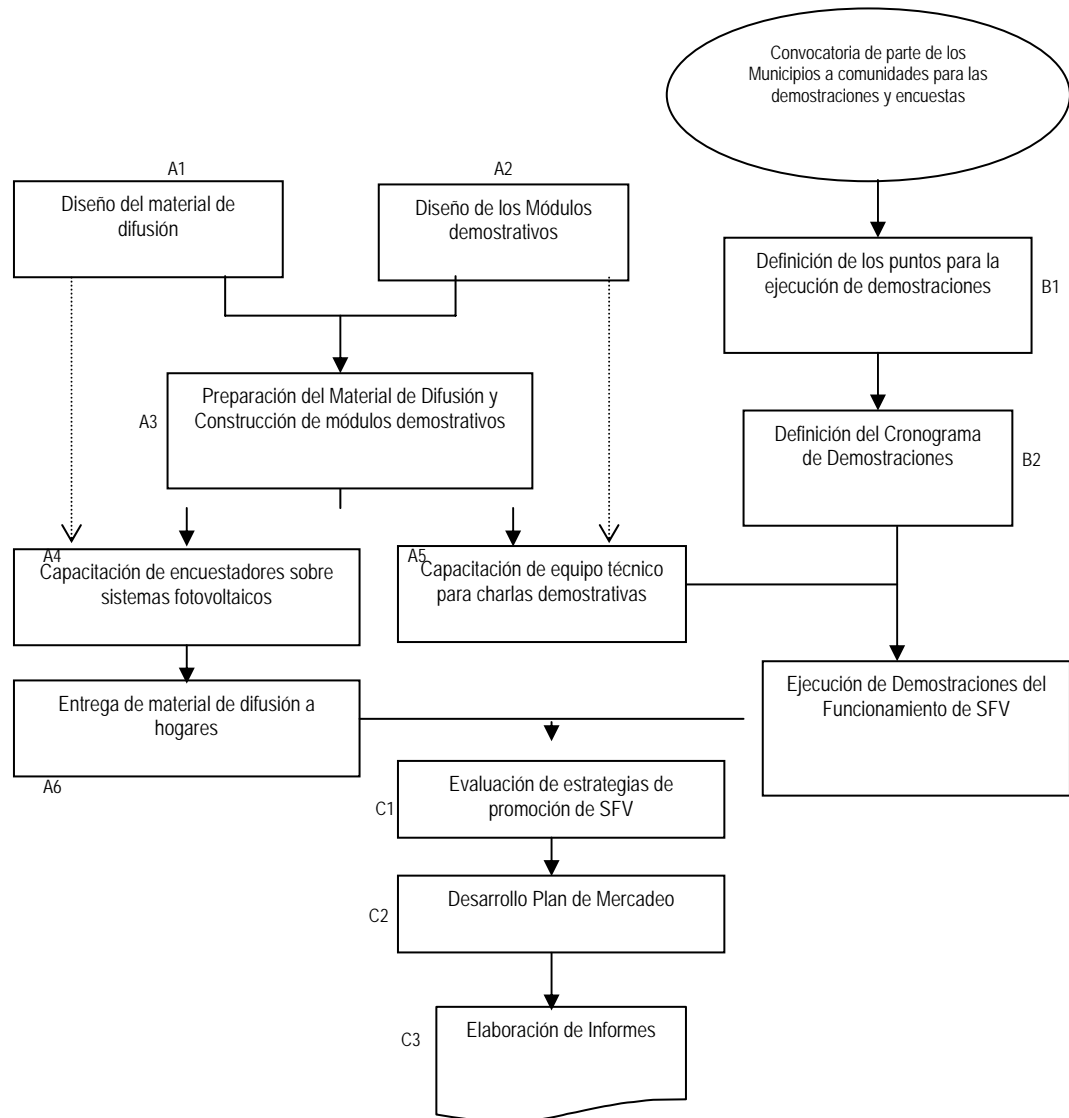 Convocatoria de parte de los
Municipios a comunidades para las
demostraciones y encuestas
A1
Diseño del material de
difusión
A2
Diseño de los Módulos
demostrativos
Definición de los puntos para la
ejecución de demostraciones
B1
A3
Preparación del Material de Difusión y
Construcción de módulos demostrativos
Definición del Cronograma
de Demostraciones
B2
A4
Capacitación de encuestadores sobre
sistemas fotovoltaicos
A5
Capacitación de equipo técnico
para charlas demostrativas
Entrega de material de difusión a
hogares
A6
Ejecución de Demostraciones del
Funcionamiento de SFV
C1
Evaluación de estrategias de
promoción de SFV
C2
Desarrollo Plan de Mercadeo
C3
Elaboración de Informes